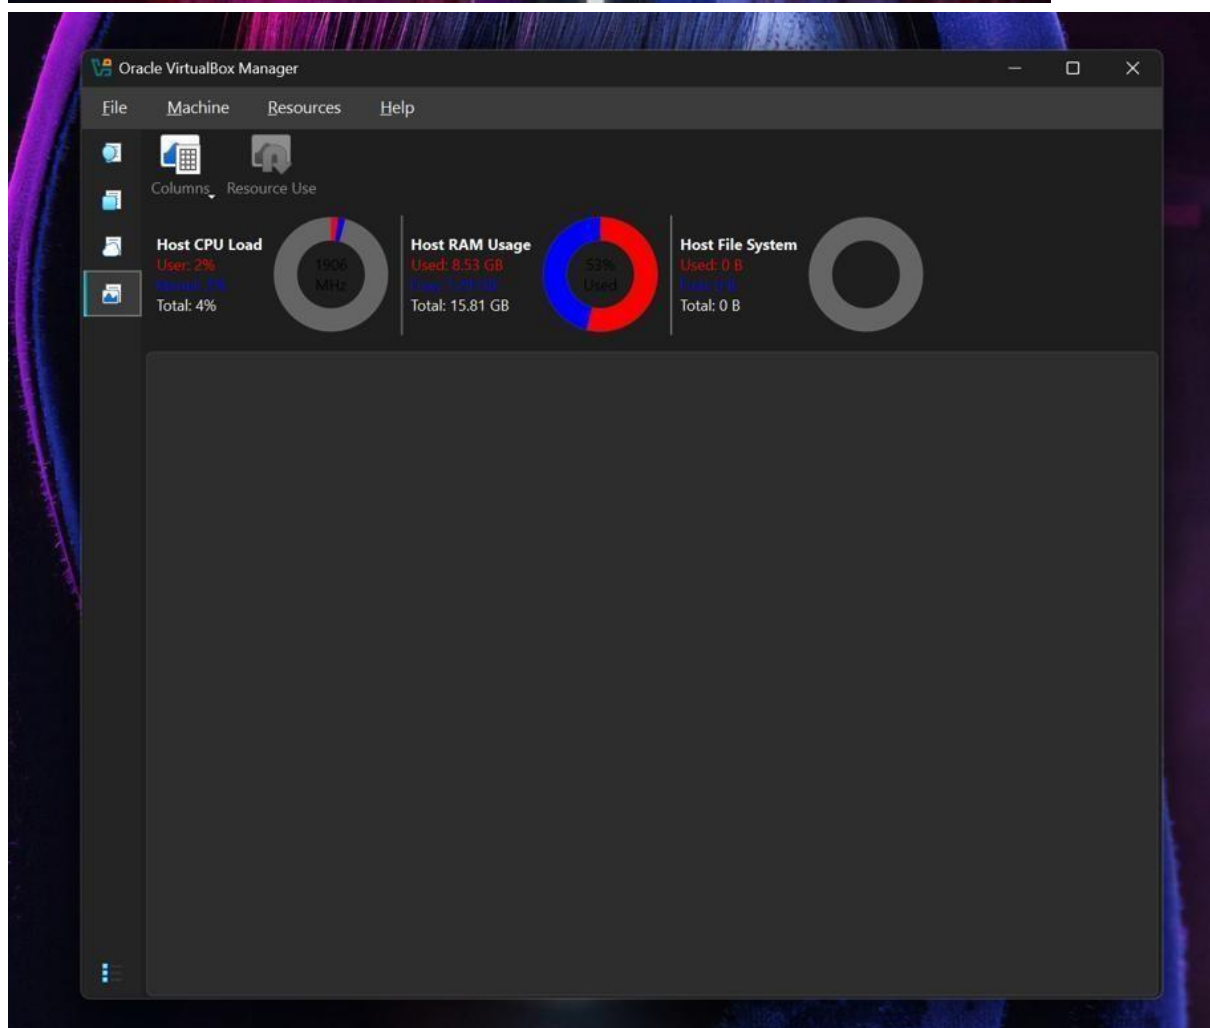 Oracle VirtualBox Manager
File Machine Resources Help
Columns Resource Use
Host CPU Load
User: 2%
Total: 4%
1906
MHz
Host RAM Usage
Used: 8.53 GB
Total: 15.81 GB
53%
Used
Host File System
Used: 0 B
Total: 0 B